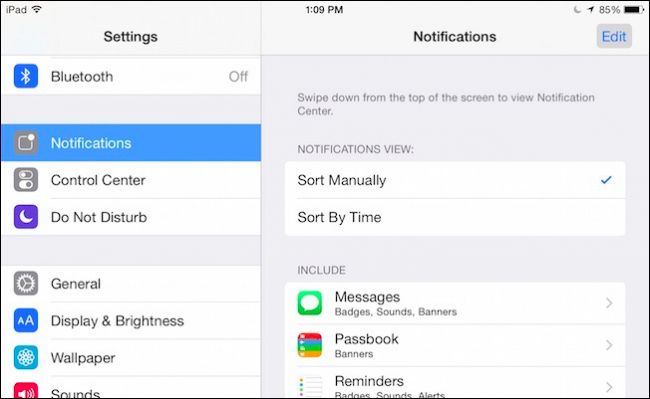 iPad 1:09 PM 85%
Settings
Bluetooth Off
Notifications
Control Center
Do Not Disturb
General
Display & Brightness
AA
Wallpaper
Sounds
Notifications Edit
Swipe down from the top of the screen to view Notification
Center.
NOTIFICATIONS VIEW:
Sort Manually
Sort By Time
INCLUDE
Messages
Badges, Sounds, Banners
Passbook
Banners
Reminders
Badges, Sounds, Alerts